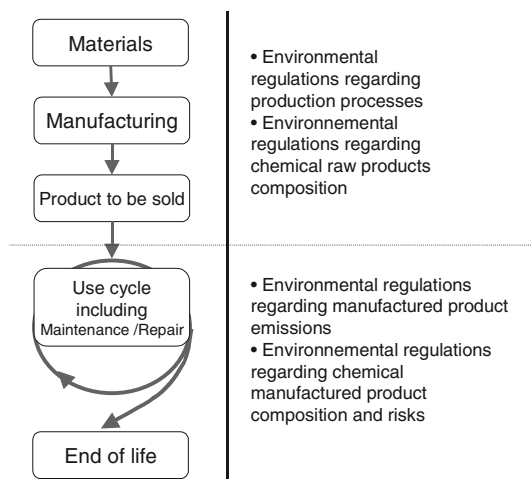 Materials
Manufacturing
Product to be sold
Use cycle
including
Maintenance /Repair
End of life
• Environmental
regulations regarding
production processes
• Environnemental
regulations regarding
chemical raw products
composition
• Environmental regulations
regarding manufactured product
emissions
• Environnemental regulations
regarding chemical
manufactured product
composition and risks